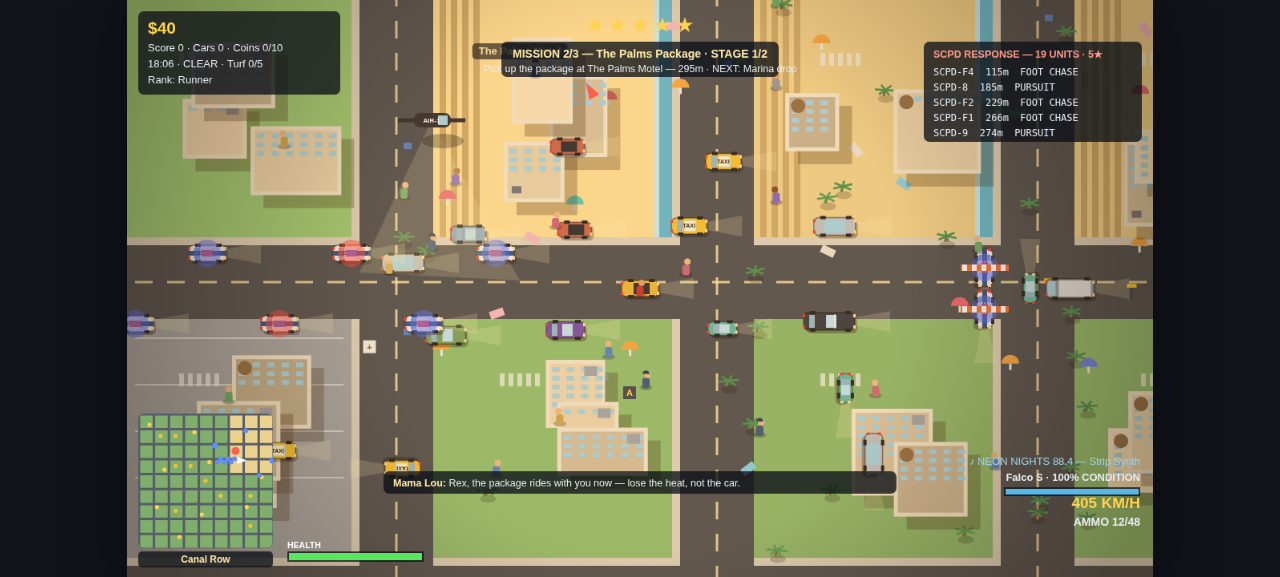 $40
Score 0 · Cars 0 · Coins 0/10
18:06 · CLEAR · Turf 0/5
Rank: Runner
The Pa
MISSION 2/3 — The Palms Package · STAGE 1/2
Pick up the package at The Palms Motel — 295m · NEXT: Marina drop
SCPD RESPONSE — 19 UNITS · 5★
SCPD-F4 115m FOOT CHASE
SCPD-8 185m PURSUIT
SCPD-F2 229m FOOT CHASE
SCPD-F1 266m FOOT CHASE
SCPD-9 274m PURSUIT
AIR-1
TAXI
TAXI
A
TAXI
TAXI
Mama Lou: Rex, the package rides with you now — lose the heat, not the car.
♪ NEON NIGHTS 88.4 — Strip Synth
Falco S · 100% CONDITION
405 KM/H
AMMO 12/48
HEALTH
Canal Row